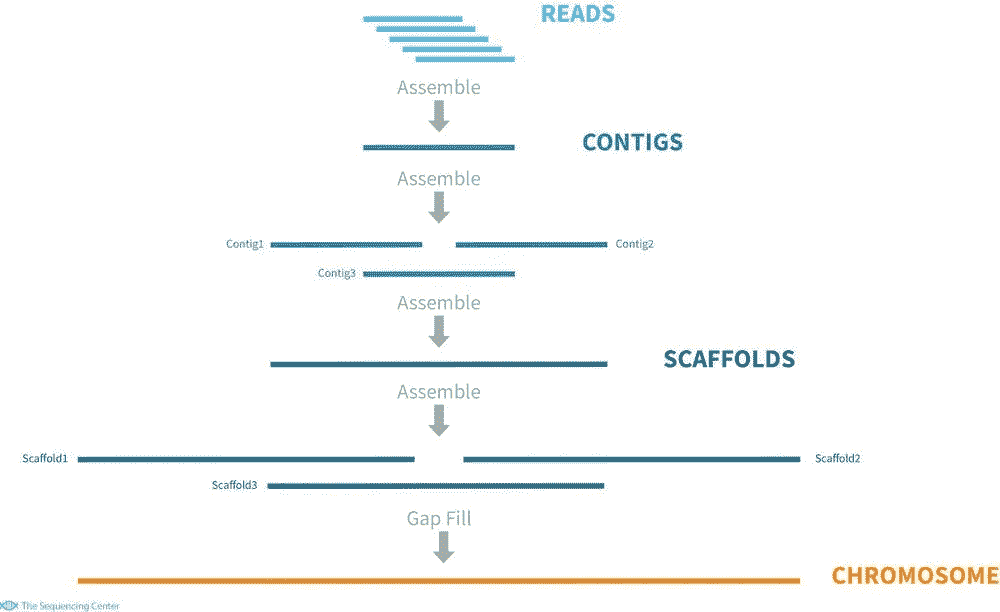 READS
Assemble
CONTIGS
Assemble
Contig1
Contig2
Contig3
Assemble
SCAFFOLDS
Assemble
Scaffold1
Scaffold2
Scaffold3
Gap Fill
CHROMOSOME
The Sequencing Center